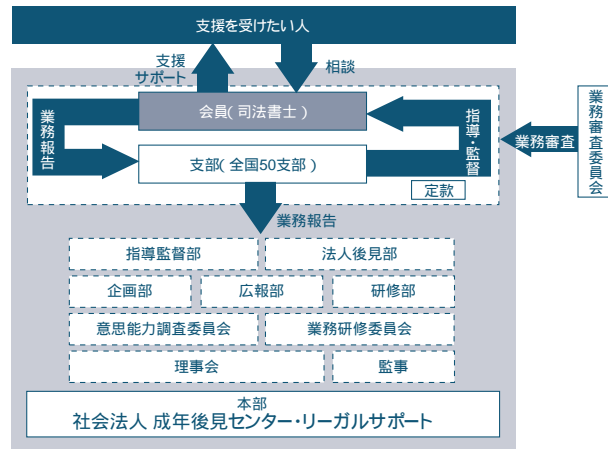 支援を受けたい人
支援
サポート
相談
会員(司法書士)
業務報告
指導・監督
支部(全国50支部)
定款
業務審査
業務審査委員会
業務報告
指導監督部
法人後見部
企画部
広報部
研修部
意思能力調査委員会
業務研修委員会
理事会
監事
本部
社会法人 成年後見センター・リーガルサポート